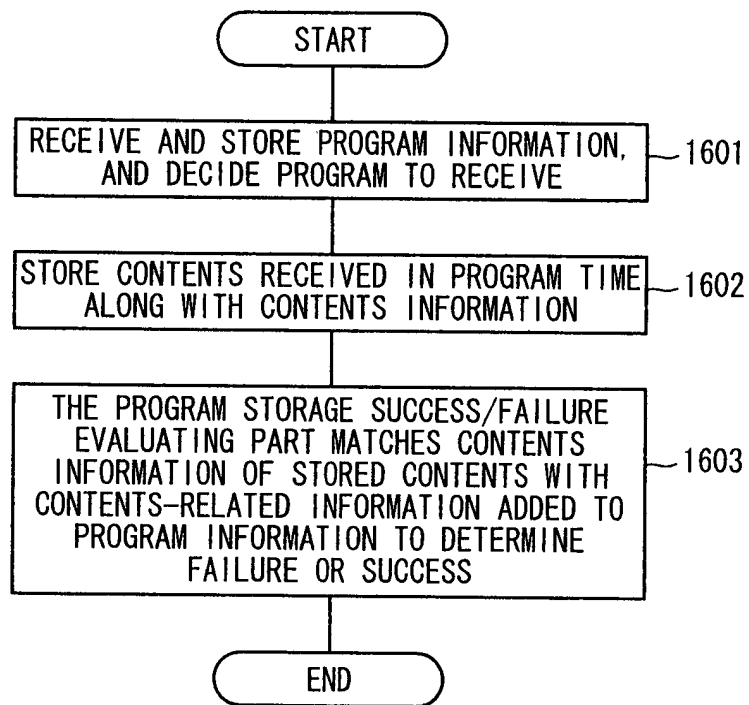 START
RECEIVE AND STORE PROGRAM INFORMATION,
AND DECIDE PROGRAM TO RECEIVE
1601
STORE CONTENTS RECEIVED IN PROGRAM TIME
ALONG WITH CONTENTS INFORMATION
1602
THE PROGRAM STORAGE SUCCESS/FAILURE
EVALUATING PART MATCHES CONTENTS
INFORMATION OF STORED CONTENTS WITH
CONTENTS-RELATED INFORMATION ADDED TO
PROGRAM INFORMATION TO DETERMINE
FAILURE OR SUCCESS
1603
END